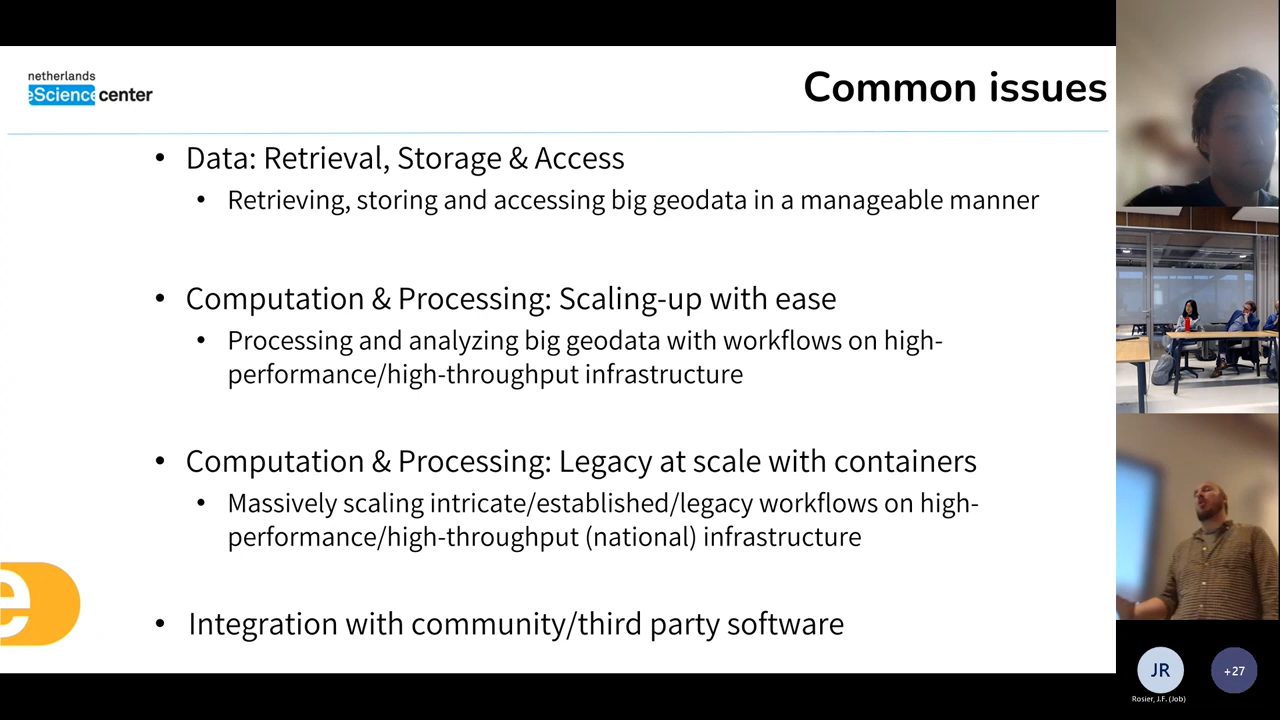 netherlands
eScience center
Common issues
• Data: Retrieval, Storage & Access
• Retrieving, storing and accessing big geodata in a manageable manner
• Computation & Processing: Scaling-up with ease
• Processing and analyzing big geodata with workflows on high-
performance/high-throughput infrastructure
• Computation & Processing: Legacy at scale with containers
• Massively scaling intricate/established/legacy workflows on high-
performance/high-throughput (national) infrastructure
• Integration with community/third party software
e
JR
+27
Rosier, J.F. (Job)